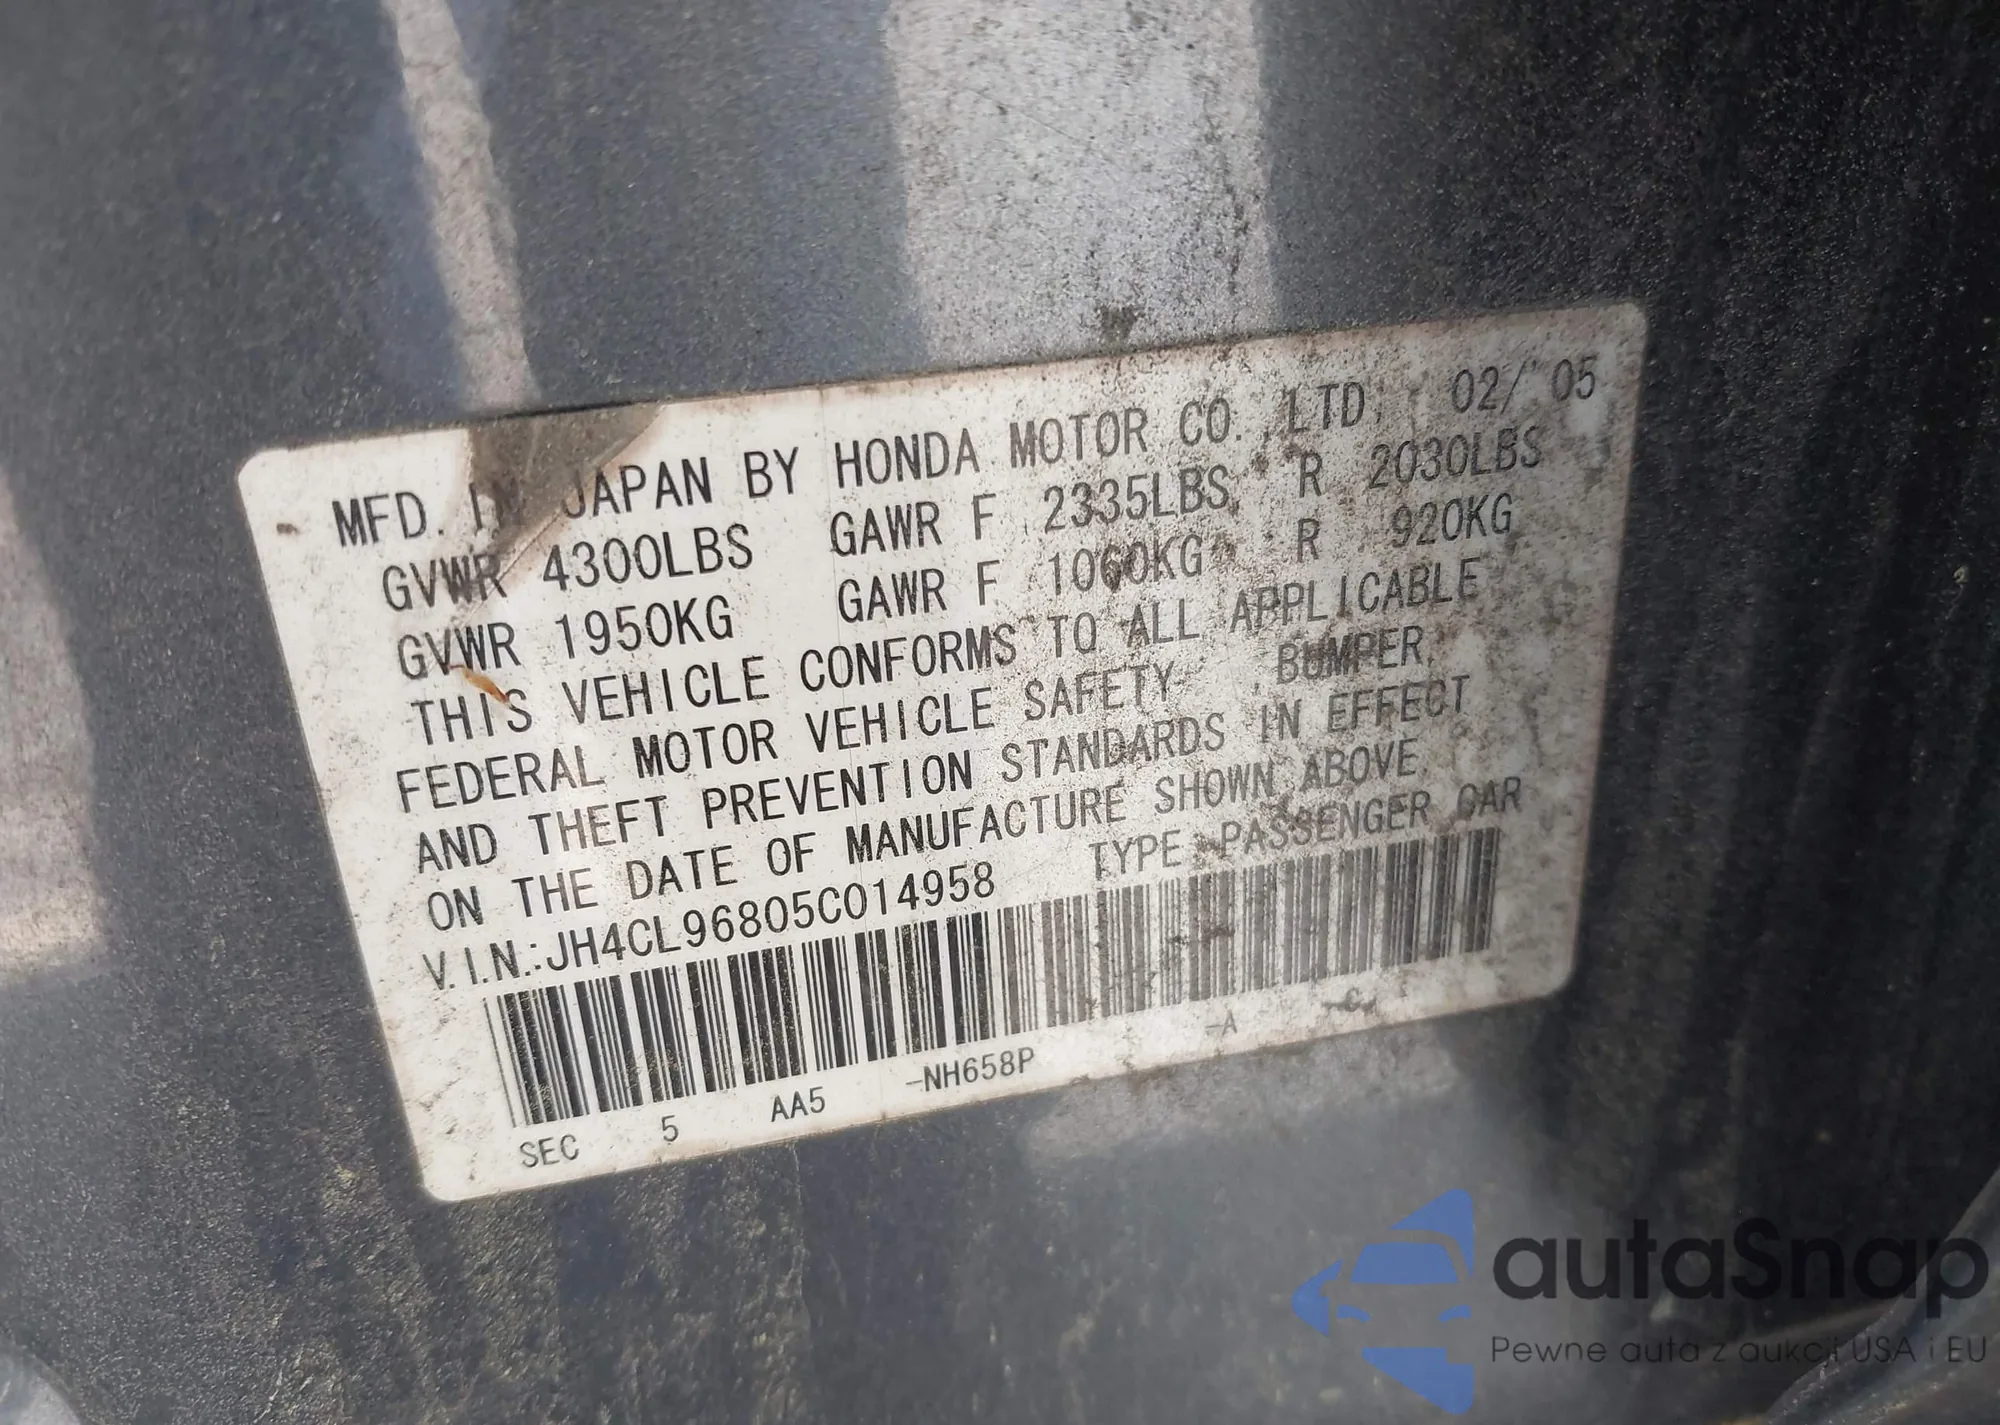 MFD. IN JAPAN BY HONDA MOTOR CO., LTD. 02/'05
GVWR 4300LBS GAWR F 2335LBS R 2030LBS
GVWR 1950KG GAWR F 1060KG R 920KG
THIS VEHICLE CONFORMS TO ALL APPLICABLE
FEDERAL MOTOR VEHICLE SAFETY, BUMPER,
AND THEFT PREVENTION STANDARDS IN EFFECT
ON THE DATE OF MANUFACTURE SHOWN ABOVE.
V.I.N.:JH4CL96805C014958 TYPE:PASSENGER CAR
SEC 5 AA5 -NH658P -A -C
autaSnap
Pewne auta z aukcji USA i EU